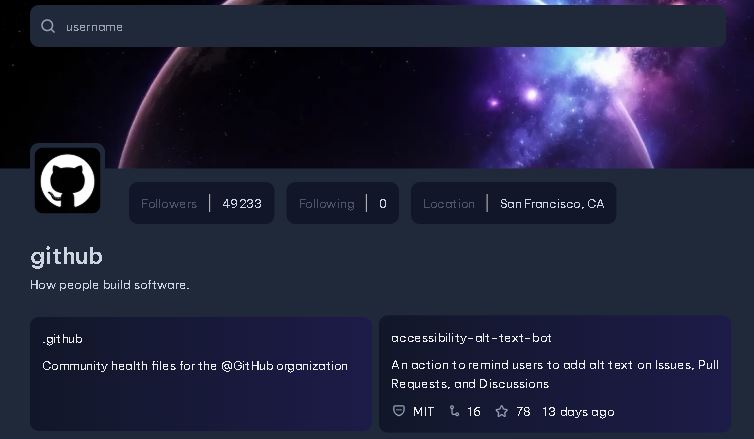 username
Followers 49233
Following 0
Location San Francisco, CA
github
How people build software.
.github
Community health files for the @GitHub organization
accessibility-alt-text-bot
An action to remind users to add alt text on Issues, Pull
Requests, and Discussions
MIT 16 78 13 days ago